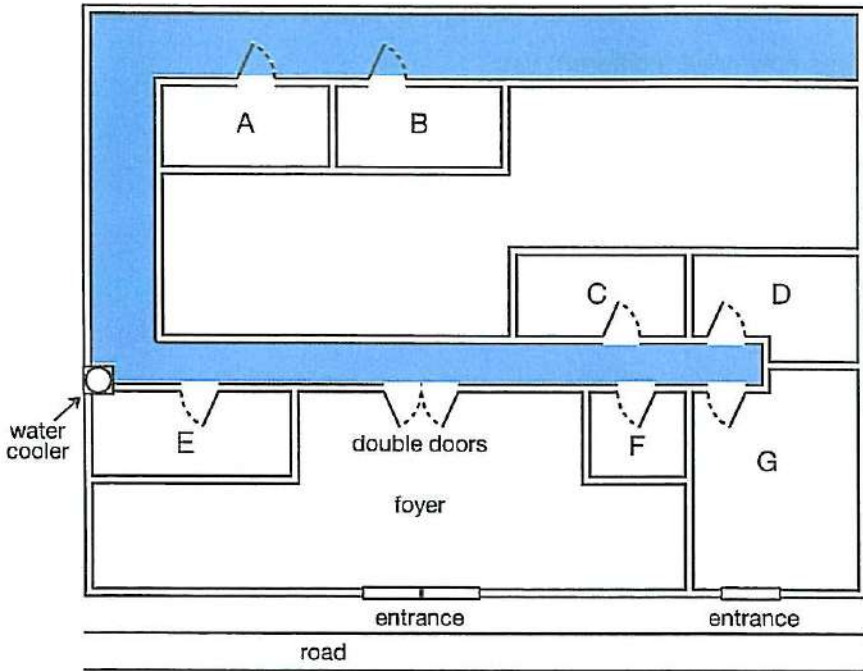 A
B
C
D
water
cooler
E
double doors
F
G
foyer
entrance
entrance
road